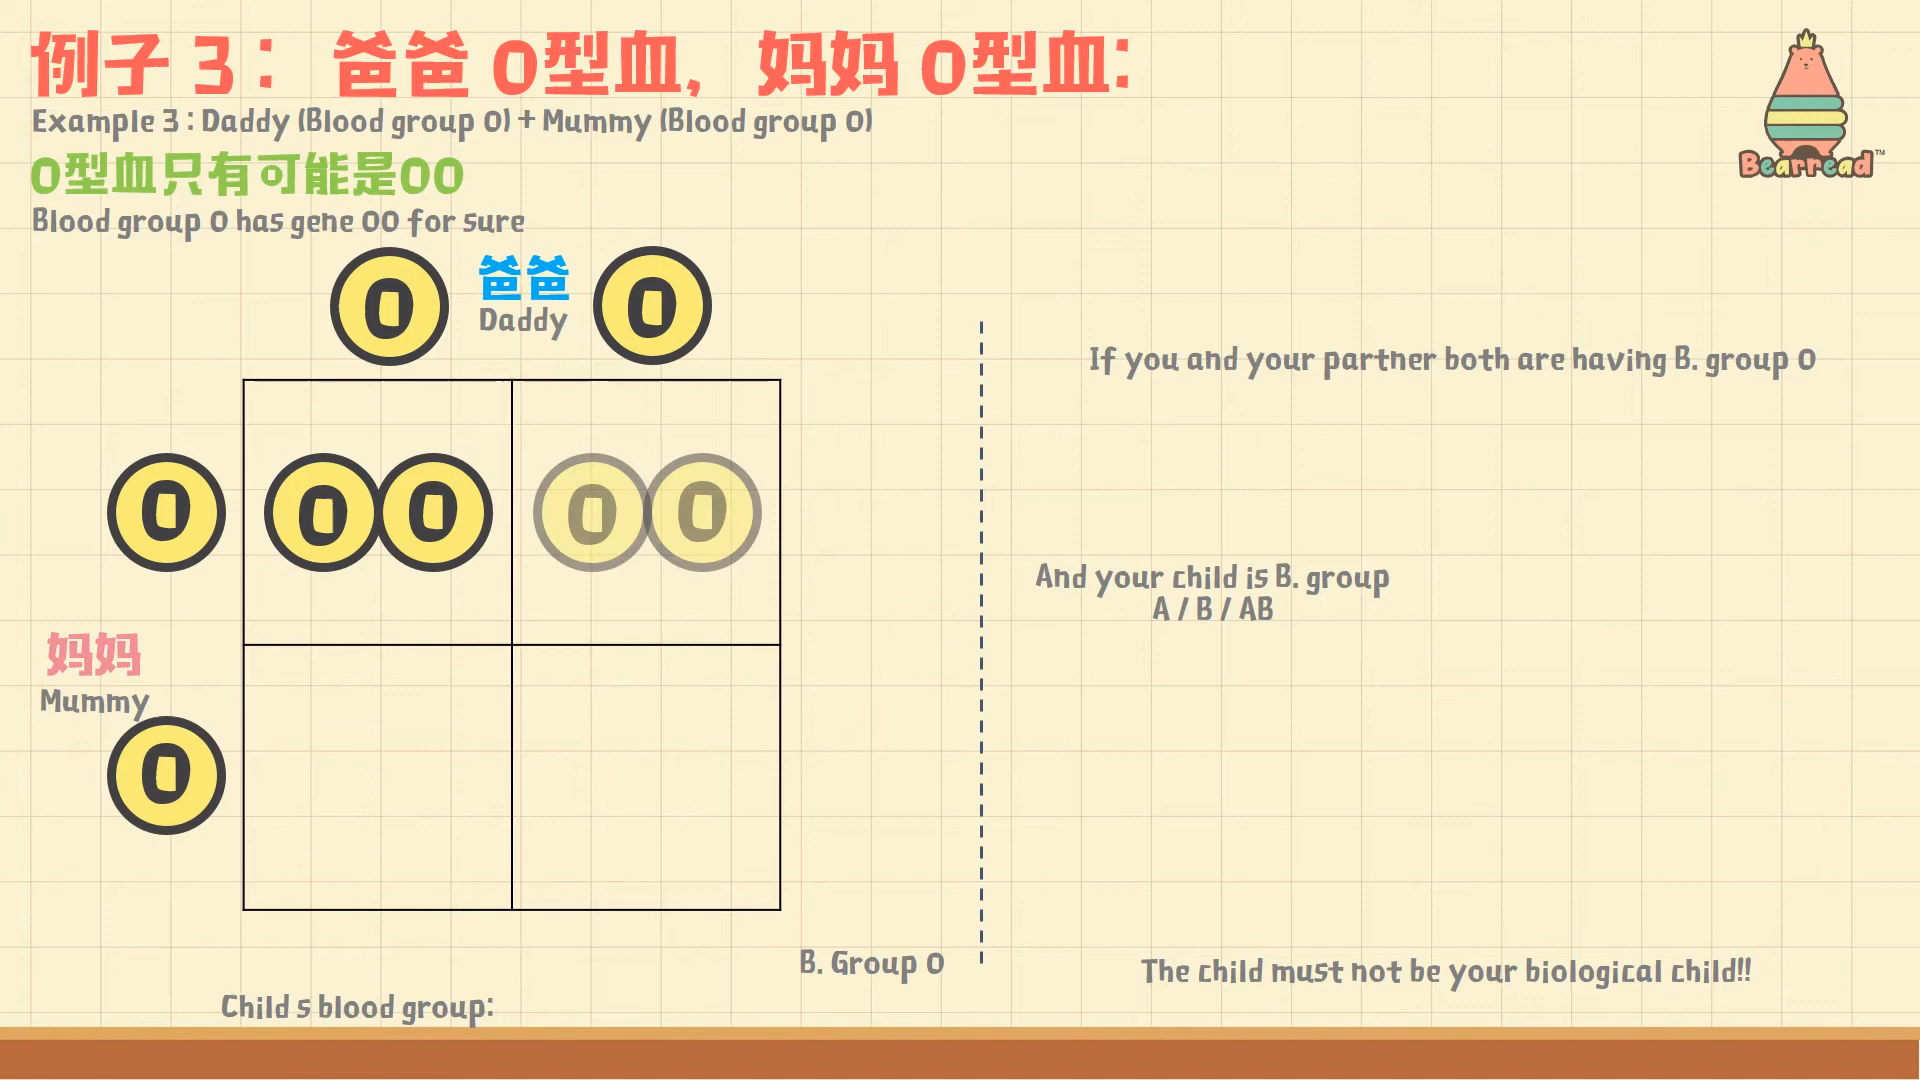 例子 3： 爸爸 O型血，妈妈 O型血：
Example 3 : Daddy (Blood group O) + Mummy (Blood group O)
O型血只有可能是OO
Blood group O has gene OO for sure
O 爸爸 O
Daddy
If you and your partner both are having B. group O
O O O O O
And your child is B. group
A / B / AB
妈妈
Mummy
O
B. Group O
The child must not be your biological child!!
Child s blood group:
Bearread™